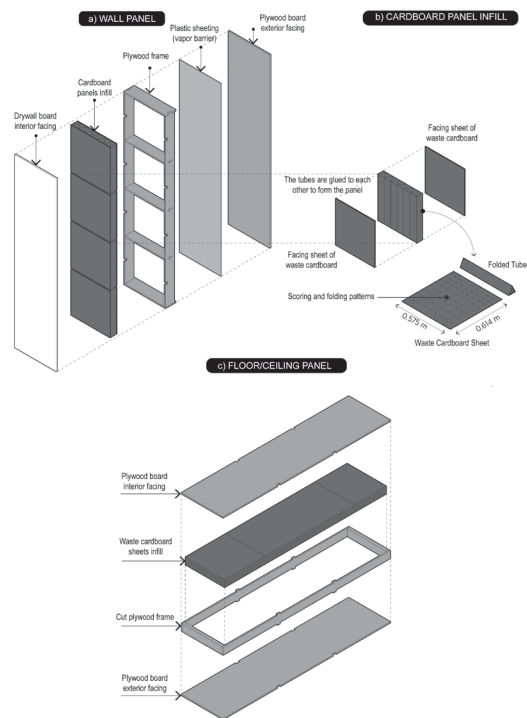 a) WALL PANEL
Plywood board
exterior facing
Plastic sheeting
(vapor barrier)
Plywood frame
Cardboard
panels infill
Drywall board
interior facing
b) CARDBOARD PANEL INFILL
Facing sheet of
waste cardboard
The tubes are glued to each
other to form the panel
Facing sheet of
waste cardboard
Folded Tube
Scoring and folding patterns
0.575 m
0.614 m
Waste Cardboard Sheet
c) FLOOR/CEILING PANEL
Plywood board
interior facing
Waste cardboard
sheets infill
Cut plywood frame
Plywood board
exterior facing